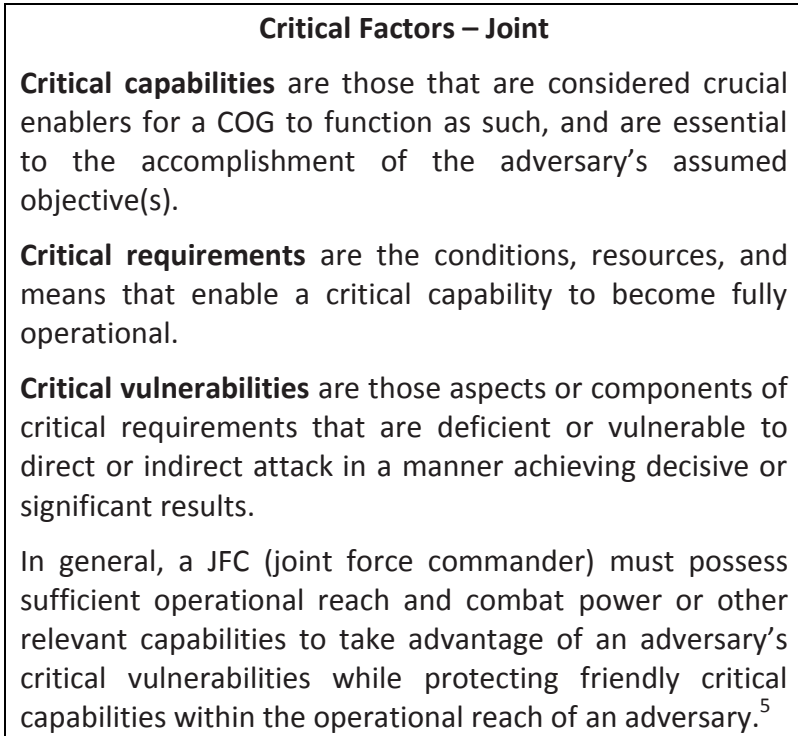 Critical Factors – Joint
Critical capabilities are those that are considered crucial
enablers for a COG to function as such, and are essential
to the accomplishment of the adversary’s assumed
objective(s).
Critical requirements are the conditions, resources, and
means that enable a critical capability to become fully
operational.
Critical vulnerabilities are those aspects or components of
critical requirements that are deficient or vulnerable to
direct or indirect attack in a manner achieving decisive or
significant results.
In general, a JFC (joint force commander) must possess
sufficient operational reach and combat power or other
relevant capabilities to take advantage of an adversary’s
critical vulnerabilities while protecting friendly critical
capabilities within the operational reach of an adversary.⁵